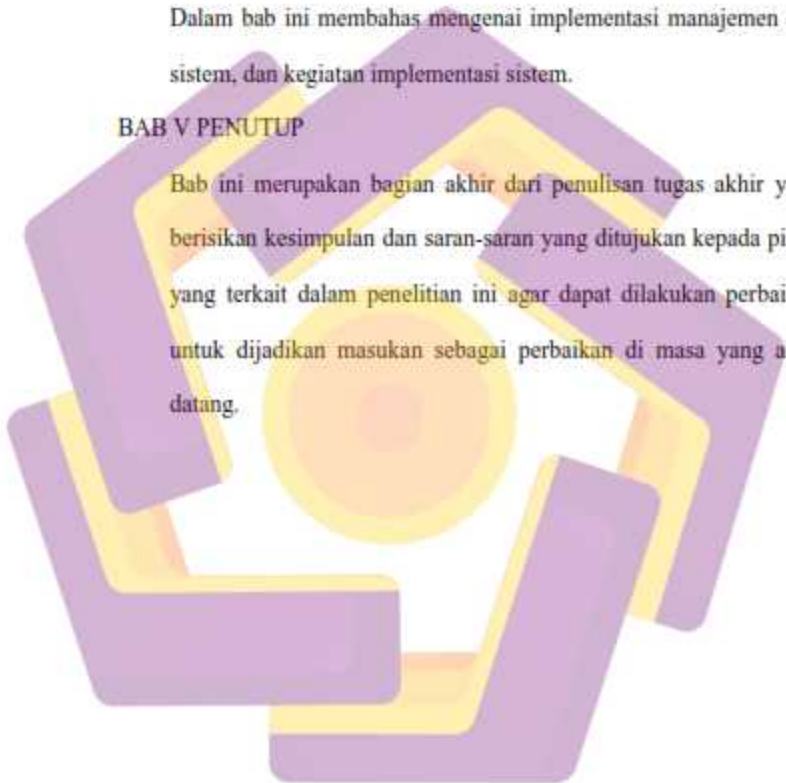 Dalam bab ini membahas mengenai implementasi manajemen
sistem, dan kegiatan implementasi sistem.
BAB V PENUTUP
Bab ini merupakan bagian akhir dari penulisan tugas akhir y
berisikan kesimpulan dan saran-saran yang ditujukan kepada pi
yang terkait dalam penelitian ini agar dapat dilakukan perbai
untuk dijadikan masukan sebagai perbaikan di masa yang a
datang.